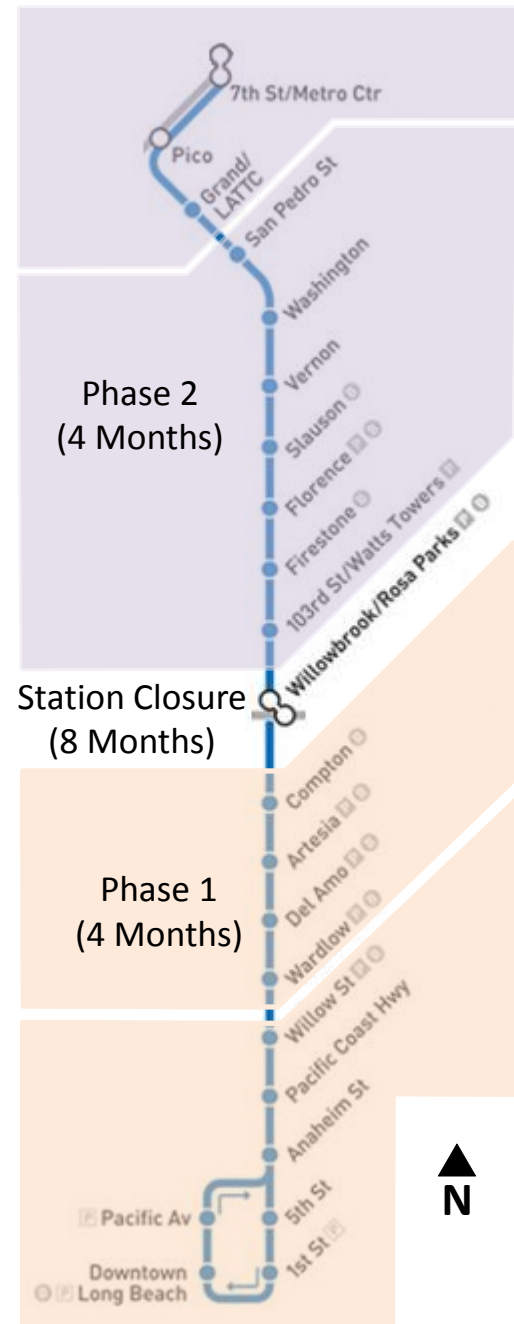 7th St/Metro Ctr
Pico
Grand/
LATTC
San Pedro St
Washington
Vernon
Phase 2
(4 Months)
Slauson
Florence P
Firestone
103rd St/Watts Towers P
Willowbrook/Rosa Parks P
Station Closure
(8 Months)
Compton
Artesia P
Phase 1
(4 Months)
Del Amo P
Wardlow P
Willow St P
Pacific Coast Hwy
Anaheim St
N
5th St
P Pacific Av
1st St P
Downtown
P Long Beach